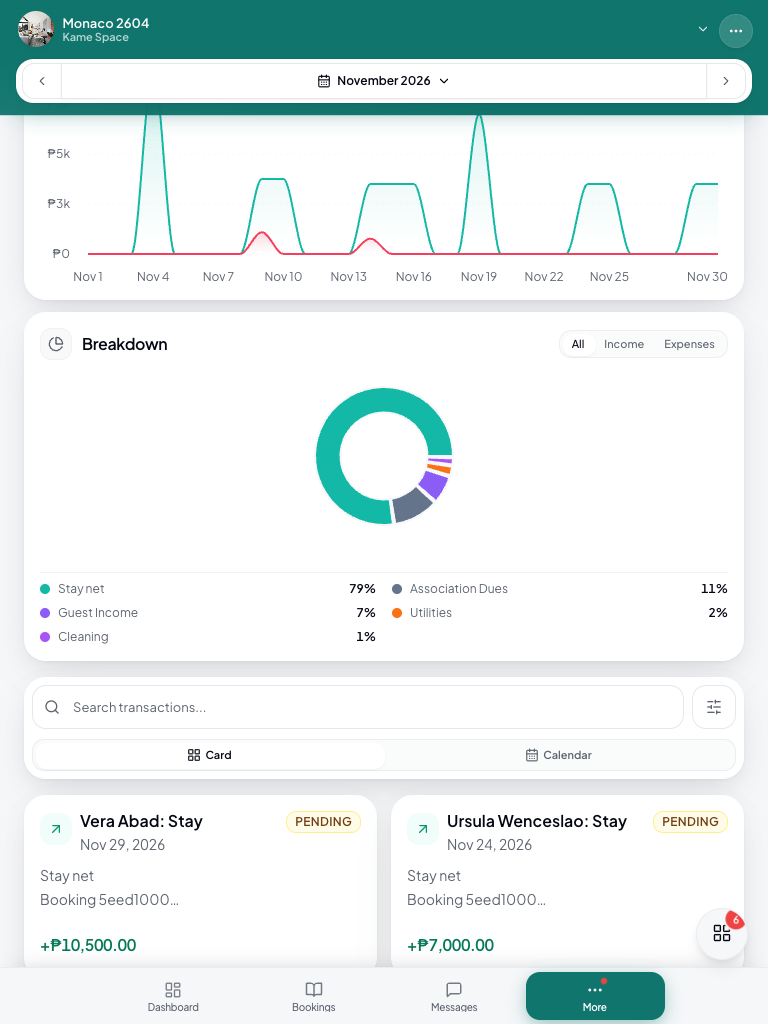 Monaco 2604
Kame Space
November 2026
₱5k
₱3k
₱0
Nov 1 Nov 4 Nov 7 Nov 10 Nov 13 Nov 16 Nov 19 Nov 22 Nov 25 Nov 30
Breakdown
All Income Expenses
Stay net 79% Association Dues 11%
Guest Income 7% Utilities 2%
Cleaning 1%
Search transactions...
Card Calendar
Vera Abad: Stay PENDING
Nov 29, 2026
Stay net
Booking 5eed1000...
+₱10,500.00
Ursula Wenceslao: Stay PENDING
Nov 24, 2026
Stay net
Booking 5eed1000...
+₱7,000.00
6
Dashboard Bookings Messages More